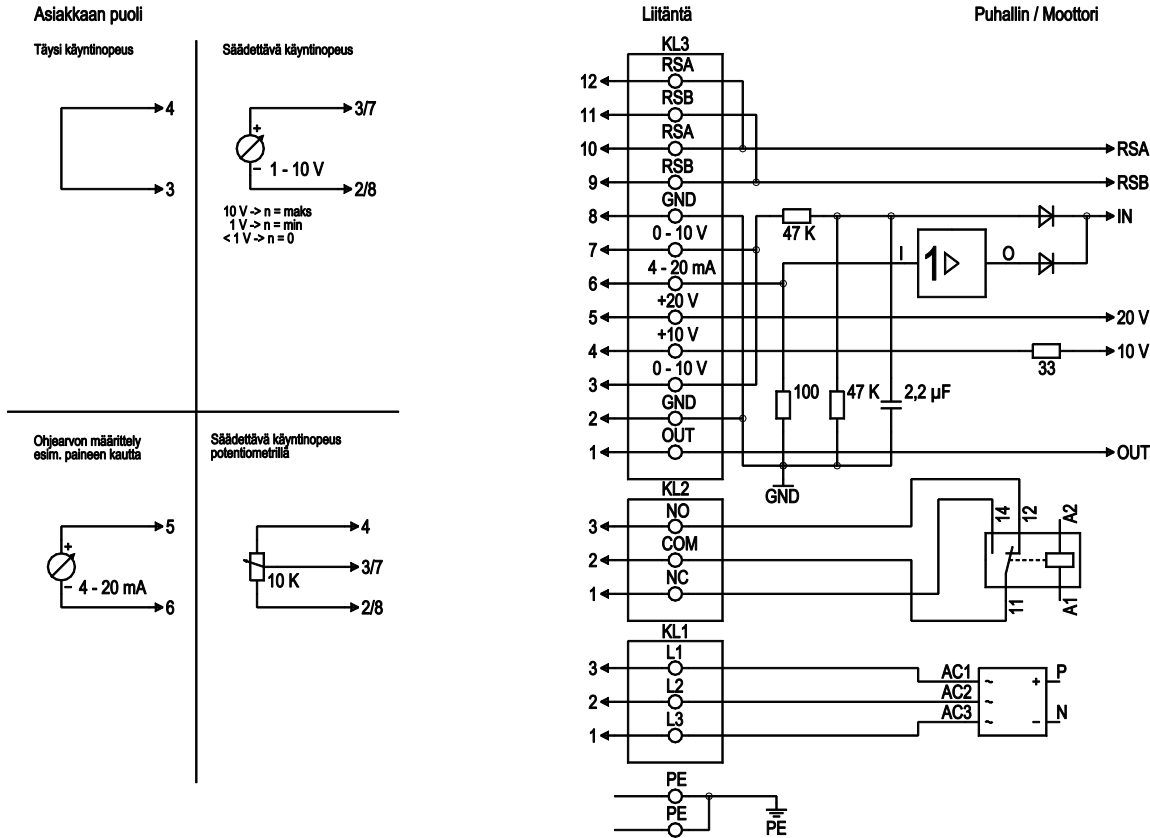 Asiakkaan puoli
Liitäntä
Puhallin / Moottori
Täysi käyntinopeus
4
3
Säädettävä käyntinopeus
3/7
+
–
1 - 10 V
2/8
10 V -> n = maks
1 V -> n = min
< 1 V -> n = 0
Ohjearvon määrittely
esim. paineen kautta
5
+
–
4 - 20 mA
6
Säädettävä käyntinopeus
potentiometrillä
4
3/7
10 K
2/8
KL3
RSA
12
RSB
11
RSA
10
RSA
RSB
9
RSB
GND
8
IN
47 K
0 - 10 V
7
I
1
O
4 - 20 mA
6
+20 V
5
20 V
+10 V
4
10 V
33
0 - 10 V
3
100
47 K
2,2 µF
GND
2
OUT
1
OUT
GND
KL2
NO
3
COM
2
NC
1
14
12
A2
11
A1
KL1
L1
3
L2
2
L3
1
AC1
AC2
AC3
~
~
~
+
–
P
N
PE
PE
PE